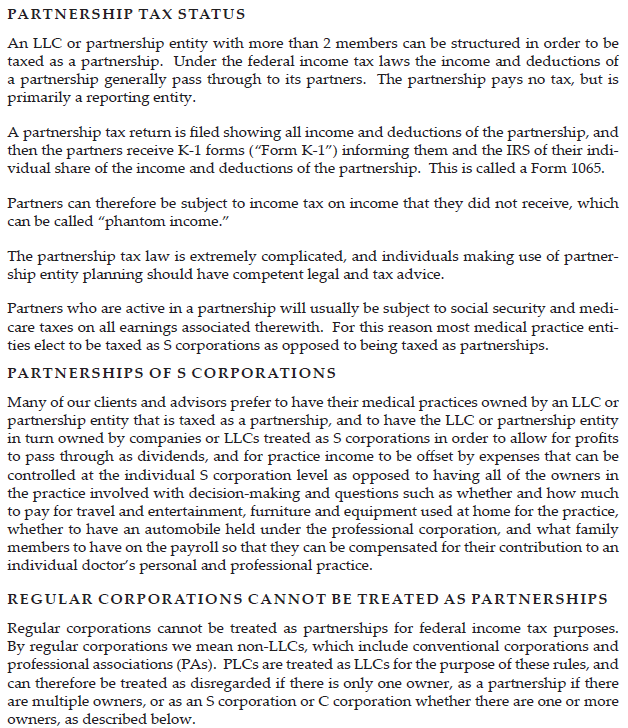 PARTNERSHIP TAX STATUS
An LLC or partnership entity with more than 2 members can be structured in order to be
taxed as a partnership.  Under the federal income tax laws the income and deductions of
a partnership generally pass through to its partners.  The partnership pays no tax, but is
primarily a reporting entity.
A partnership tax return is filed showing all income and deductions of the partnership, and
then the partners receive K-1 forms (“Form K-1”) informing them and the IRS of their indi-
vidual share of the income and deductions of the partnership.  This is called a Form 1065.
Partners can therefore be subject to income tax on income that they did not receive, which
can be called “phantom income.”
The partnership tax law is extremely complicated, and individuals making use of partner-
ship entity planning should have competent legal and tax advice.
Partners who are active in a partnership will usually be subject to social security and medi-
care taxes on all earnings associated therewith.  For this reason most medical practice enti-
ties elect to be taxed as S corporations as opposed to being taxed as partnerships.
PARTNERSHIPS OF S CORPORATIONS
Many of our clients and advisors prefer to have their medical practices owned by an LLC or
partnership entity that is taxed as a partnership, and to have the LLC or partnership entity
in turn owned by companies or LLCs treated as S corporations in order to allow for profits
to pass through as dividends, and for practice income to be offset by expenses that can be
controlled at the individual S corporation level as opposed to having all of the owners in
the practice involved with decision-making and questions such as whether and how much
to pay for travel and entertainment, furniture and equipment used at home for the practice,
whether to have an automobile held under the professional corporation, and what family
members to have on the payroll so that they can be compensated for their contribution to an
individual doctor’s personal and professional practice.
REGULAR CORPORATIONS CANNOT BE TREATED AS PARTNERSHIPS
Regular corporations cannot be treated as partnerships for federal income tax purposes.
By regular corporations we mean non-LLCs, which include conventional corporations and
professional associations (PAs).  PLCs are treated as LLCs for the purpose of these rules, and
can therefore be treated as disregarded if there is only one owner, as a partnership if there
are multiple owners, or as an S corporation or C corporation whether there are one or more
owners, as described below.